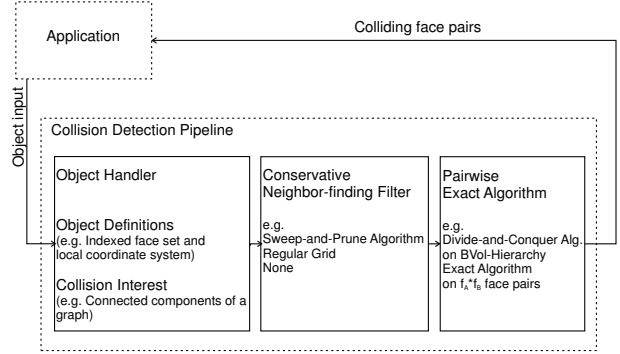 Application
Colliding face pairs
Object input
Collision Detection Pipeline
Object Handler
Object Definitions
(e.g. Indexed face set and
local coordinate system)
Collision Interest
(e.g. Connected components of a
graph)
Conservative
Neighbor-finding Filter
e.g.
Sweep-and-Prune Algorithm
Regular Grid
None
Pairwise
Exact Algorithm
e.g.
Divide-and-Conquer Alg.
on BVol-Hierarchy
Exact Algorithm
on fA*fB face pairs